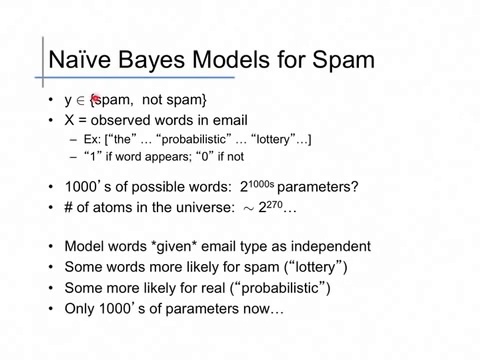 Naïve Bayes Models for Spam
• y ∈ {spam, not spam}
• X = observed words in email
– Ex: [“the” … “probabilistic” … “lottery”…]
– “1” if word appears; “0” if not
• 1000’s of possible words: 2^1000s parameters?
• # of atoms in the universe: ∼ 2^270…
• Model words *given* email type as independent
• Some words more likely for spam (“lottery”)
• Some more likely for real (“probabilistic”)
• Only 1000’s of parameters now…